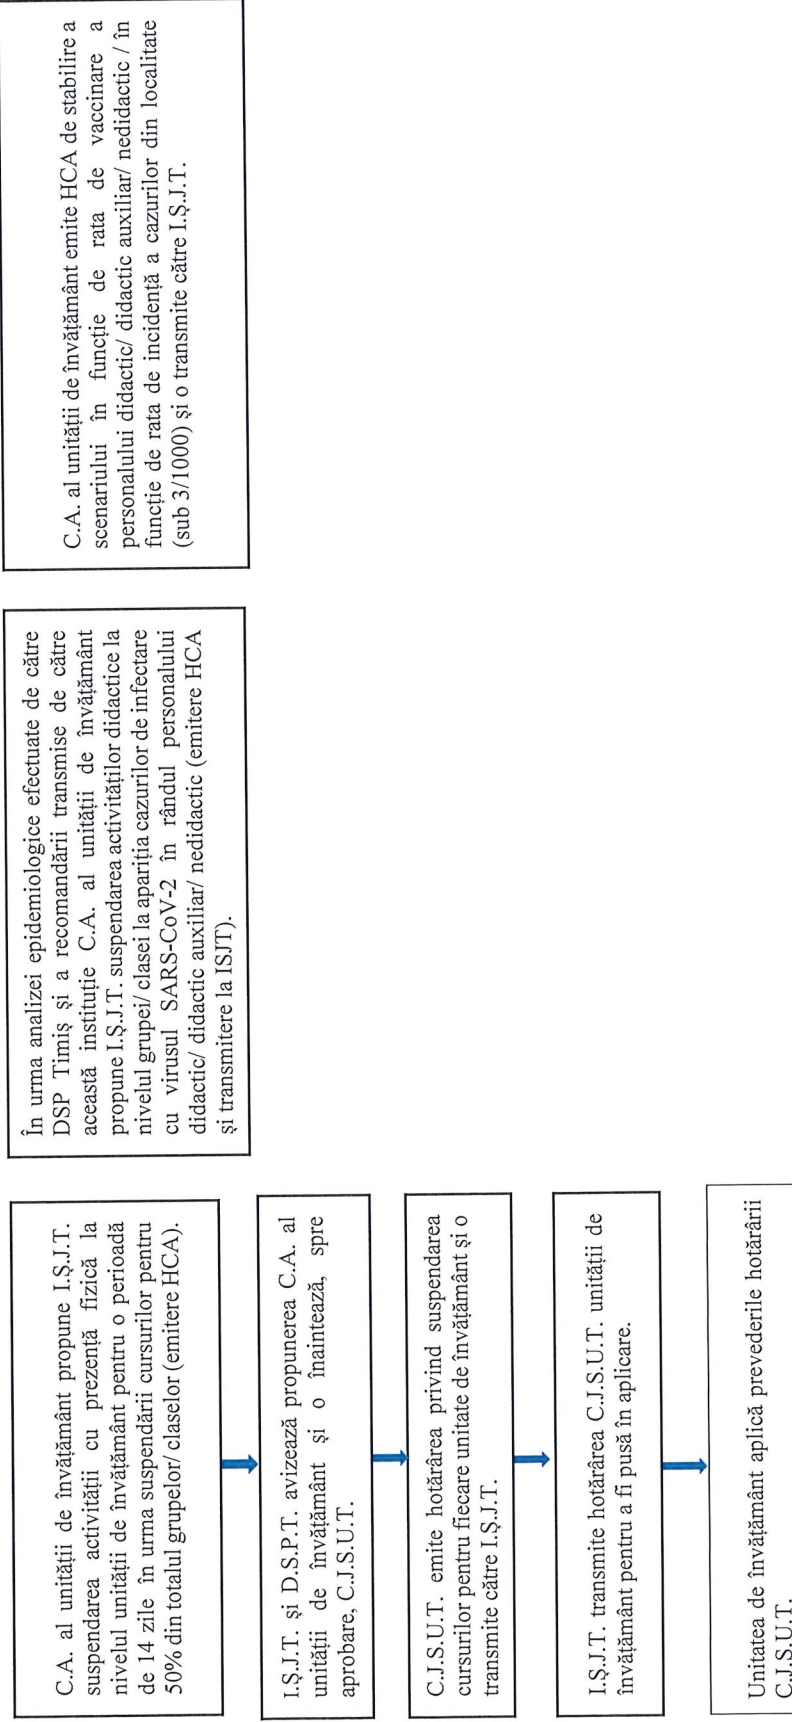 C.A. al unității de învățământ propune I.Ș.J.T.
suspendarea activității cu prezență fizică la
nivelul unității de învățământ pentru o perioadă
de 14 zile în urma suspendării cursurilor pentru
50% din totalul grupelor/ claselor (emitere HCA).
I.Ș.J.T. și D.S.P.T. avizează propunerea C.A. al
unității de învățământ și o înaintează, spre
aprobare, C.J.S.U.T.
C.J.S.U.T. emite hotărârea privind suspendarea
cursurilor pentru fiecare unitate de învățământ și o
transmite către I.Ș.J.T.
I.Ș.J.T. transmite hotărârea C.J.S.U.T. unității de
învățământ pentru a fi pusă în aplicare.
Unitatea de învățământ aplică prevederile hotărârii
C.J.S.U.T.
În urma analizei epidemiologice efectuate de către
DSP Timiș și a recomandării transmise de către
această instituție C.A. al unității de învățământ
propune I.Ș.J.T. suspendarea activităților didactice la
nivelul grupei/ clasei la apariția cazurilor de infectare
cu virusul SARS-CoV-2 în rândul personalului
didactic/ didactic auxiliar/ nedidactic (emitere HCA
și transmitere la ISJT).
C.A. al unității de învățământ emite HCA de stabilire a
scenariului în funcție de rata de vaccinare a
personalului didactic/ didactic auxiliar/ nedidactic / în
funcție de rata de incidență a cazurilor din localitate
(sub 3/1000) și o transmite către I.Ș.J.T.